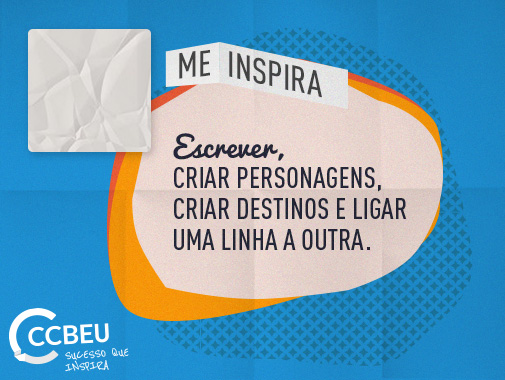 ME INSPIRA
Escrever,
CRIAR PERSONAGENS,
CRIAR DESTINOS E LIGAR
UMA LINHA A OUTRA.
CCBEU
SUCESSO QUE
INSPIRA